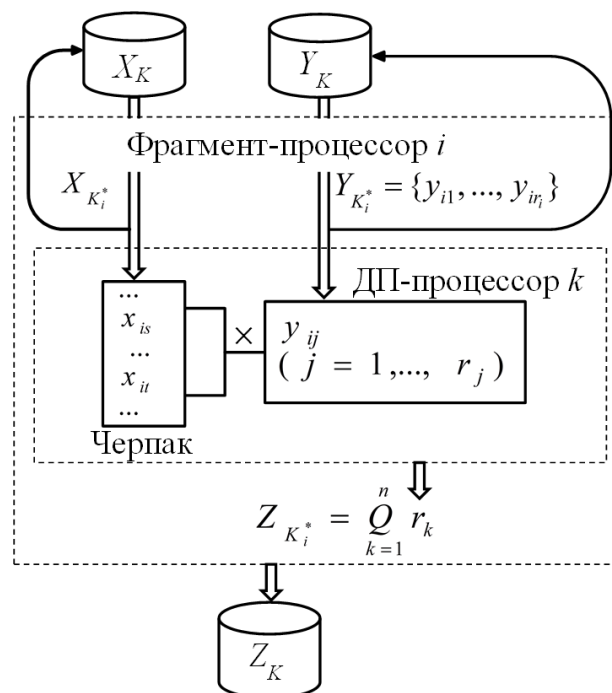 X_K
Y_K
Фрагмент-процессор i
X_{K_i^*}
Y_{K_i^*} = {y_{i1}, ..., y_{ir_i}}
ДП-процессор k
...
x_{is}
...
x_{it}
...
×
y_{ij}
( j = 1 ,..., r_j )
Черпак
Z_{K_i^*} = Q_{k=1}^{n} r_k
Z_K